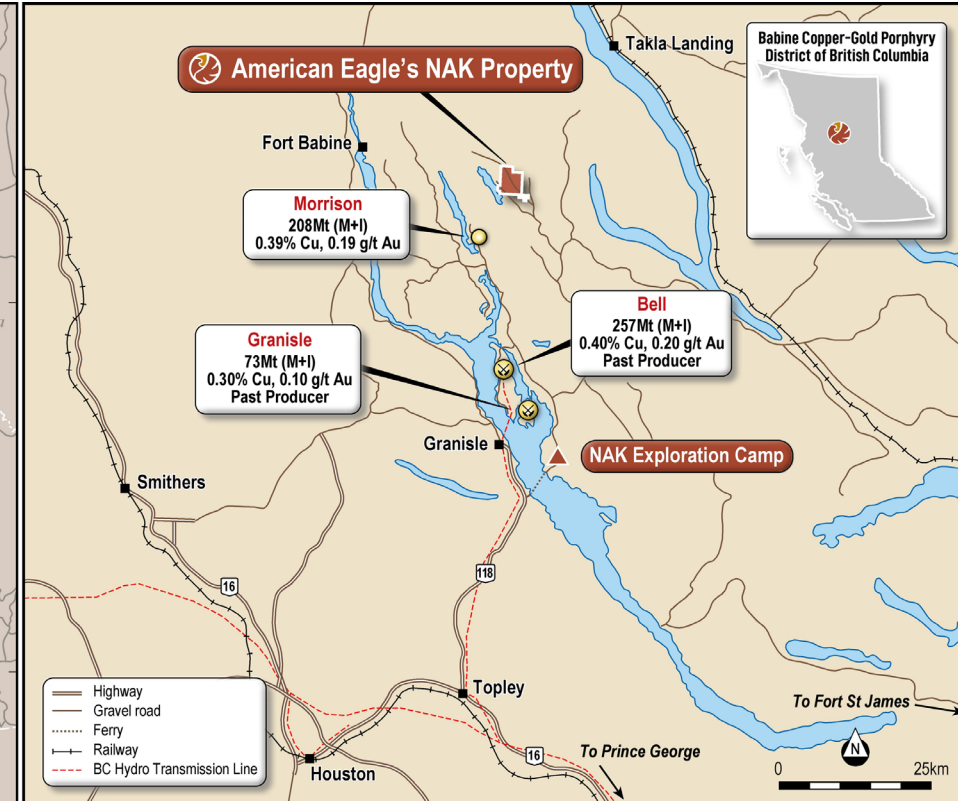 American Eagle's NAK Property
Takla Landing
Babine Copper-Gold Porphyry
District of British Columbia
Fort Babine
Morrison
208Mt (M+I)
0.39% Cu, 0.19 g/t Au
Bell
257Mt (M+I)
0.40% Cu, 0.20 g/t Au
Past Producer
Granisle
73Mt (M+I)
0.30% Cu, 0.10 g/t Au
Past Producer
Granisle
NAK Exploration Camp
Smithers
16
118
Topley
To Fort St James
16
To Prince George
Houston
Highway
Gravel road
Ferry
Railway
BC Hydro Transmission Line
N
0 25km